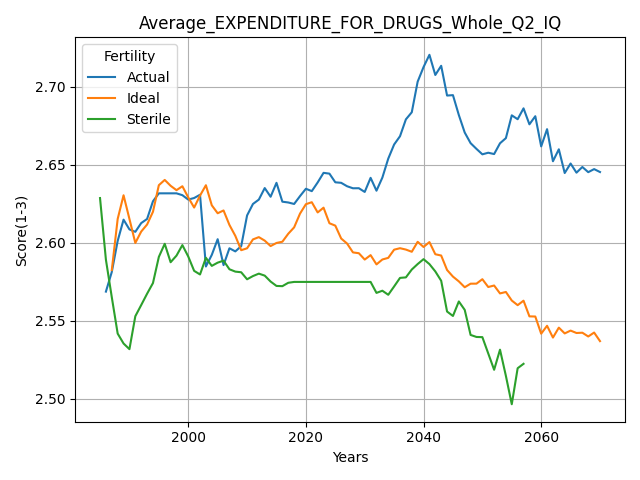 Average_EXPENDITURE_FOR_DRUGS_Whole_Q2_IQ
Fertility
Actual
Ideal
Sterile
2.70
2.65
2.60
2.55
2.50
Score(1-3)
2000
2020
2040
2060
Years